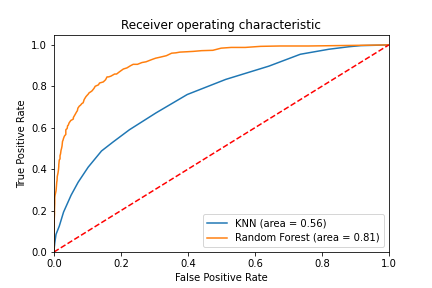 Receiver operating characteristic
True Positive Rate
1.0
0.8
0.6
0.4
0.2
0.0
KNN (area = 0.56)
Random Forest (area = 0.81)
0.0 0.2 0.4 0.6 0.8 1.0
False Positive Rate